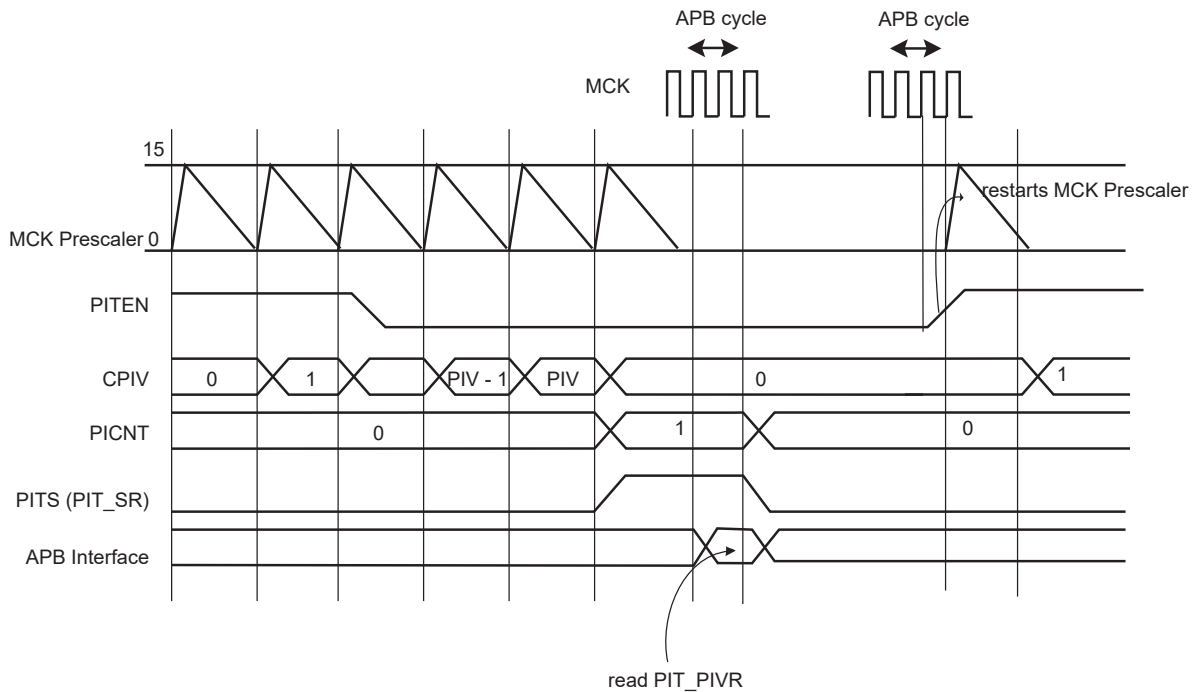 APB cycle APB cycle
MCK
15
restarts MCK Prescaler
MCK Prescaler 0
PITEN
CPIV 0 1 PIV - 1 PIV 0 1
PICNT 0 1 0
PITS (PIT_SR)
APB Interface
read PIT_PIVR